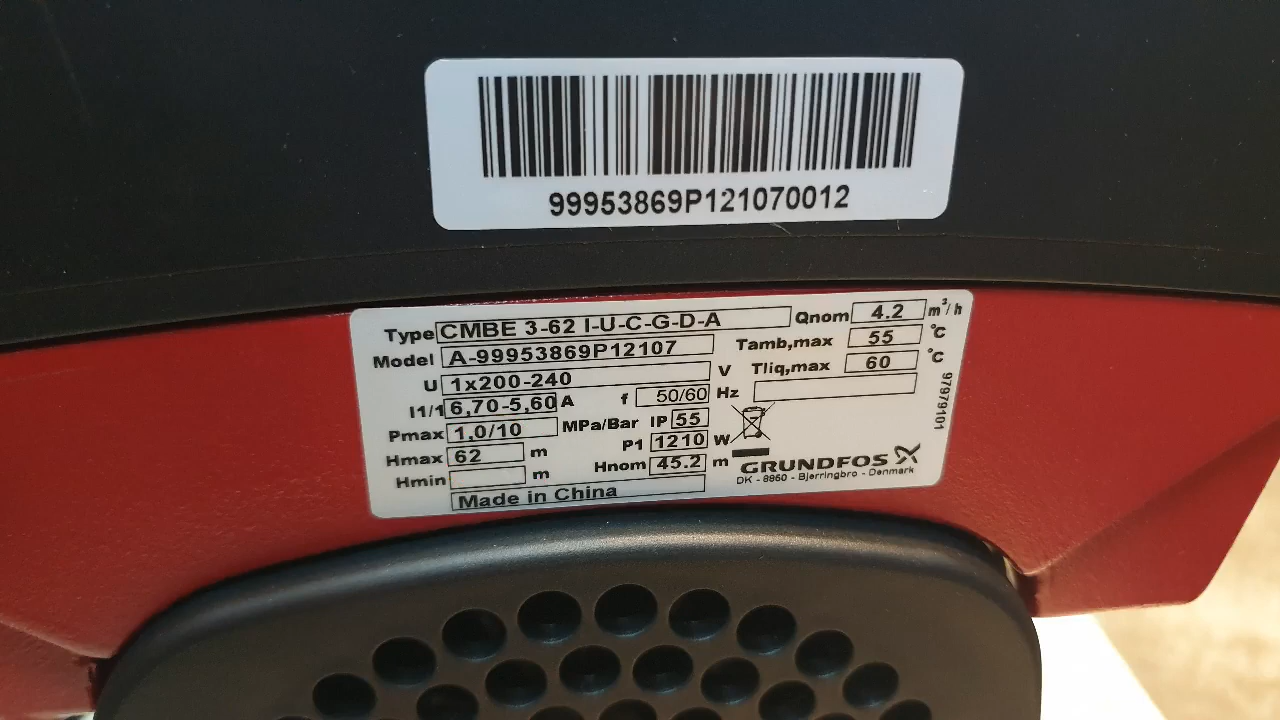 99953869P121070012
Type CMBE 3-62 I-U-C-G-D-A Qnom 4.2 m³/h
Model A-99953869P12107 Tamb,max 55 °C
U 1x200-240 V Tliq,max 60 °C
I1/1 6,70-5,60 A f 50/60 Hz
Pmax 1,0/10 MPa/Bar IP 55
P1 1210 W
Hmax 62 m
Hnom 45.2 m
Hmin m
Made in China
GRUNDFOS
DK - 8850 - Bjerringbro - Denmark
97979101